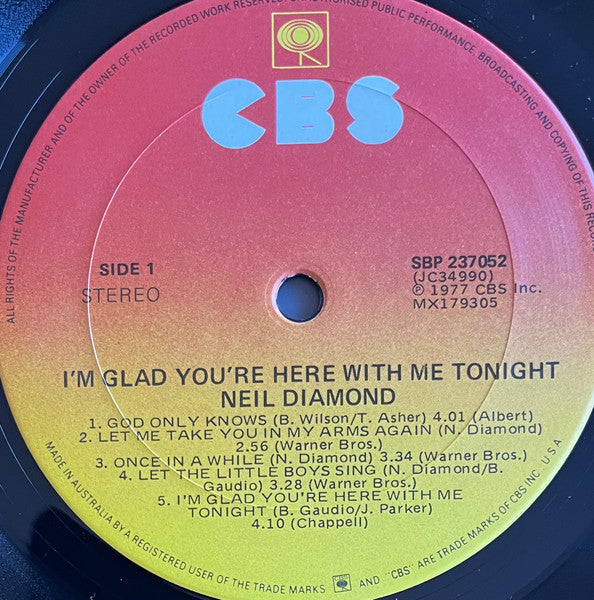 ALL RIGHTS OF THE MANUFACTURER AND OF THE OWNER OF THE RECORDED WORK RESERVED. UNAUTHORISED PUBLIC PERFORMANCE, BROADCASTING AND COPYING OF THIS RECORD
CBS
SIDE 1
STEREO
SBP 237052
(JC34990)
Ⓟ 1977 CBS Inc.
MX179305
I'M GLAD YOU'RE HERE WITH ME TONIGHT
NEIL DIAMOND
1. GOD ONLY KNOWS (B. Wilson/T. Asher) 4.01 (Albert)
2. LET ME TAKE YOU IN MY ARMS AGAIN (N. Diamond)
2.56 (Warner Bros.)
3. ONCE IN A WHILE (N. Diamond) 3.34 (Warner Bros.)
4. LET THE LITTLE BOYS SING (N. Diamond/B.
Gaudio) 3.28 (Warner Bros.)
5. I'M GLAD YOU'RE HERE WITH ME
TONIGHT (B. Gaudio/J. Parker)
4.10 (Chappell)
MADE IN AUSTRALIA BY A REGISTERED USER OF THE TRADE MARKS AND "CBS" ARE TRADE MARKS OF CBS INC. U S A